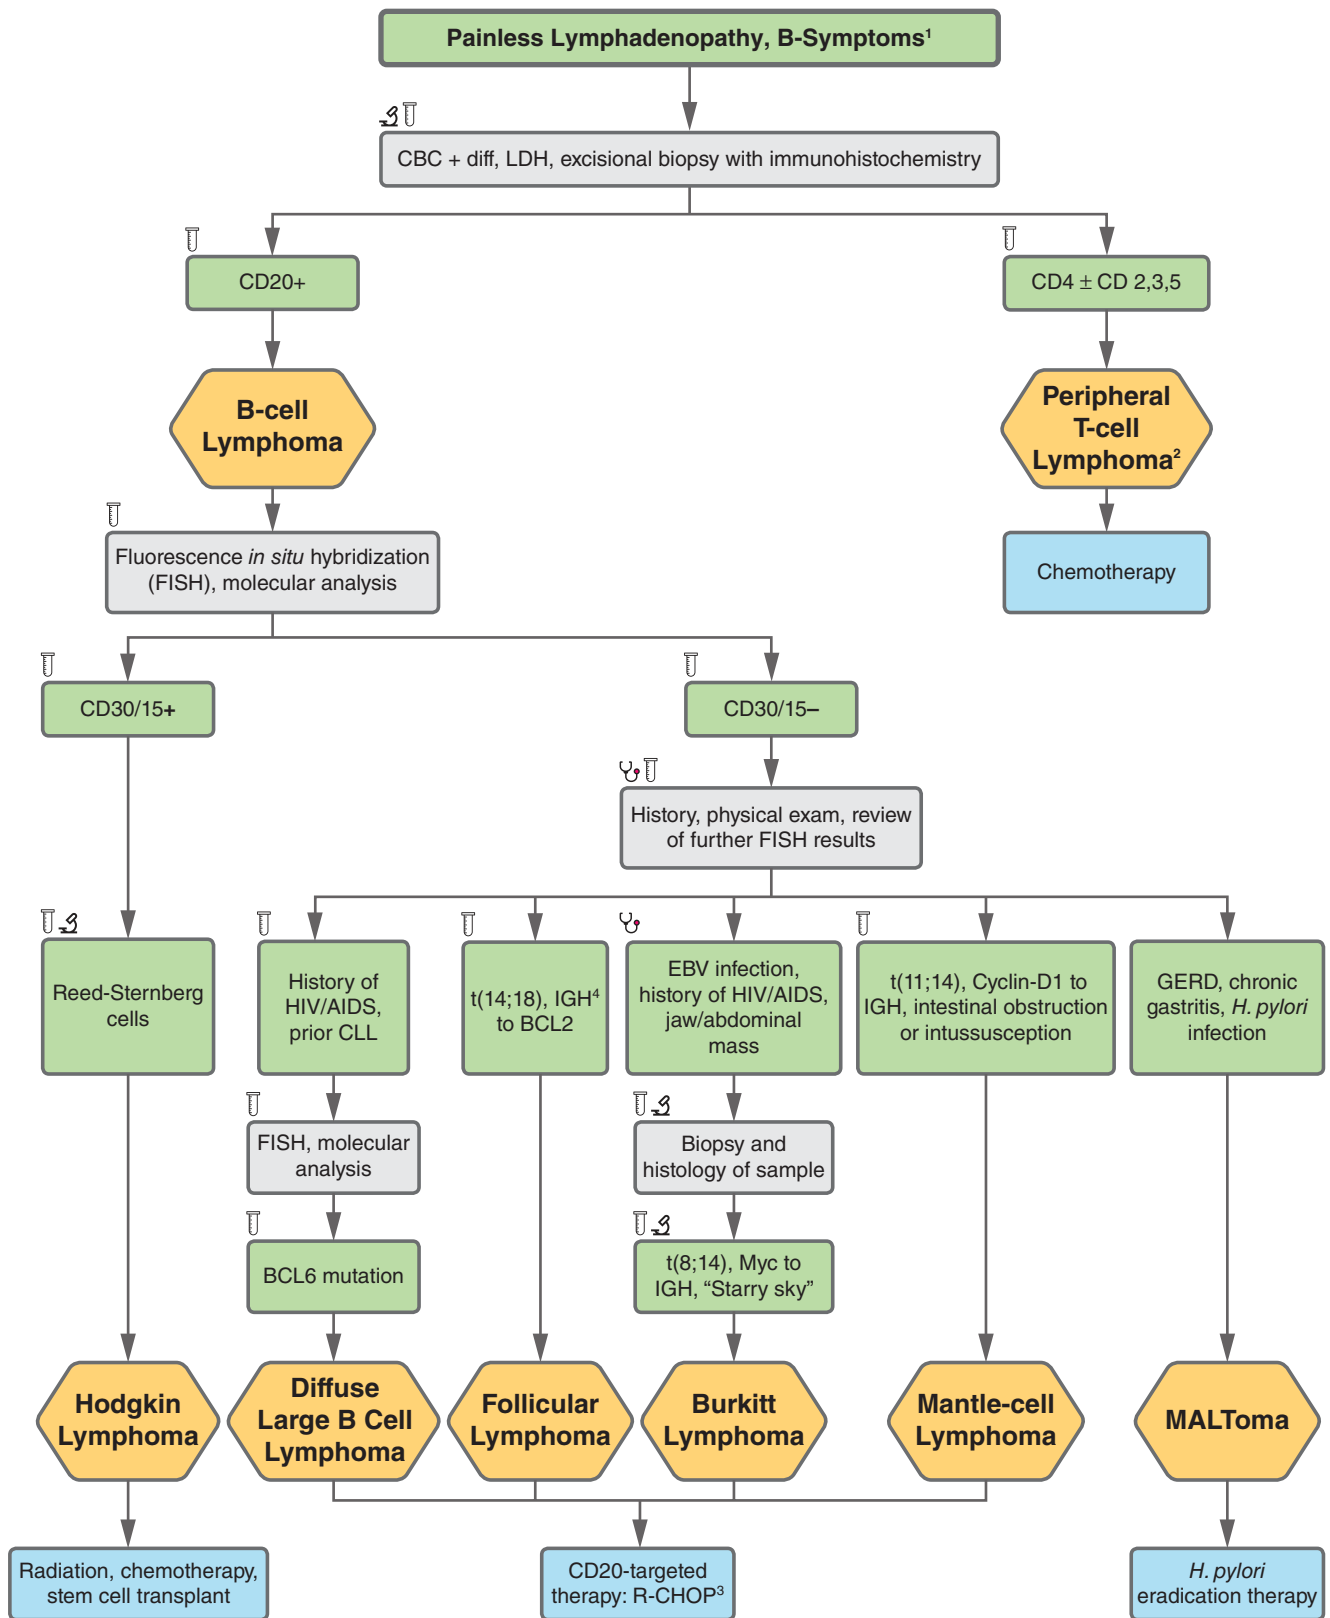 Painless Lymphadenopathy, B-Symptoms¹
CBC + diff, LDH, excisional biopsy with immunohistochemistry
CD20+
CD4 ± CD 2,3,5
B-cell
Lymphoma
Peripheral
T-cell
Lymphoma²
Fluorescence in situ hybridization
(FISH), molecular analysis
Chemotherapy
CD30/15+
CD30/15–
History, physical exam, review
of further FISH results
Reed-Sternberg
cells
History of
HIV/AIDS,
prior CLL
t(14;18), IGH⁴
to BCL2
EBV infection,
history of HIV/AIDS,
jaw/abdominal
mass
t(11;14), Cyclin-D1 to
IGH, intestinal obstruction
or intussusception
GERD, chronic
gastritis, H. pylori
infection
FISH, molecular
analysis
Biopsy and
histology of sample
BCL6 mutation
t(8;14), Myc to
IGH, “Starry sky”
Hodgkin
Lymphoma
Diffuse
Large B Cell
Lymphoma
Follicular
Lymphoma
Burkitt
Lymphoma
Mantle-cell
Lymphoma
MALToma
Radiation, chemotherapy,
stem cell transplant
CD20-targeted
therapy: R-CHOP³
H. pylori
eradication therapy